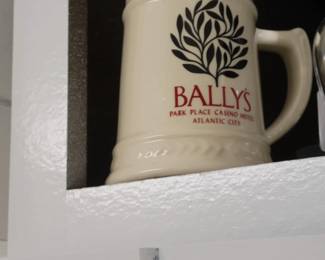 BALLY'S
PARK PLACE CASINO HOTEL
ATLANTIC CITY